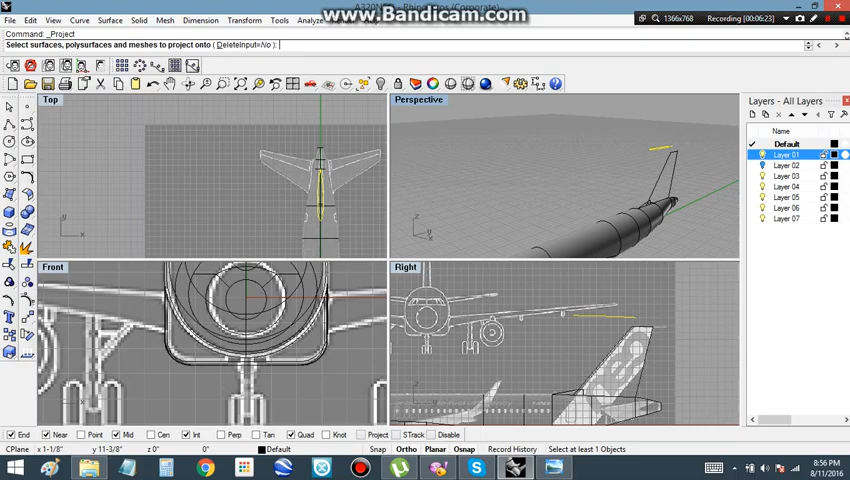 www.Bandicam.com
1366x768
Recording [00:06:23]
File Edit View Curve Surface Solid Mesh Dimension Transform Tools Analyze
Command: _Project
Select surfaces, polysurfaces and meshes to project onto ( DeleteInput=No ):
Top
Perspective
Layers - All Layers
Name
Default
Layer 01
Layer 02
Layer 03
Layer 04
Layer 05
Layer 06
Layer 07
Front
Right
End Near Point Mid Cen Int Perp Tan Quad Knot Project STrack Disable
CPlane x 1-1/8" y 11-3/8" z 0" 0" Default Snap Ortho Planar Osnap Record History Select at least 1 Objects
8:56 PM
8/11/2016